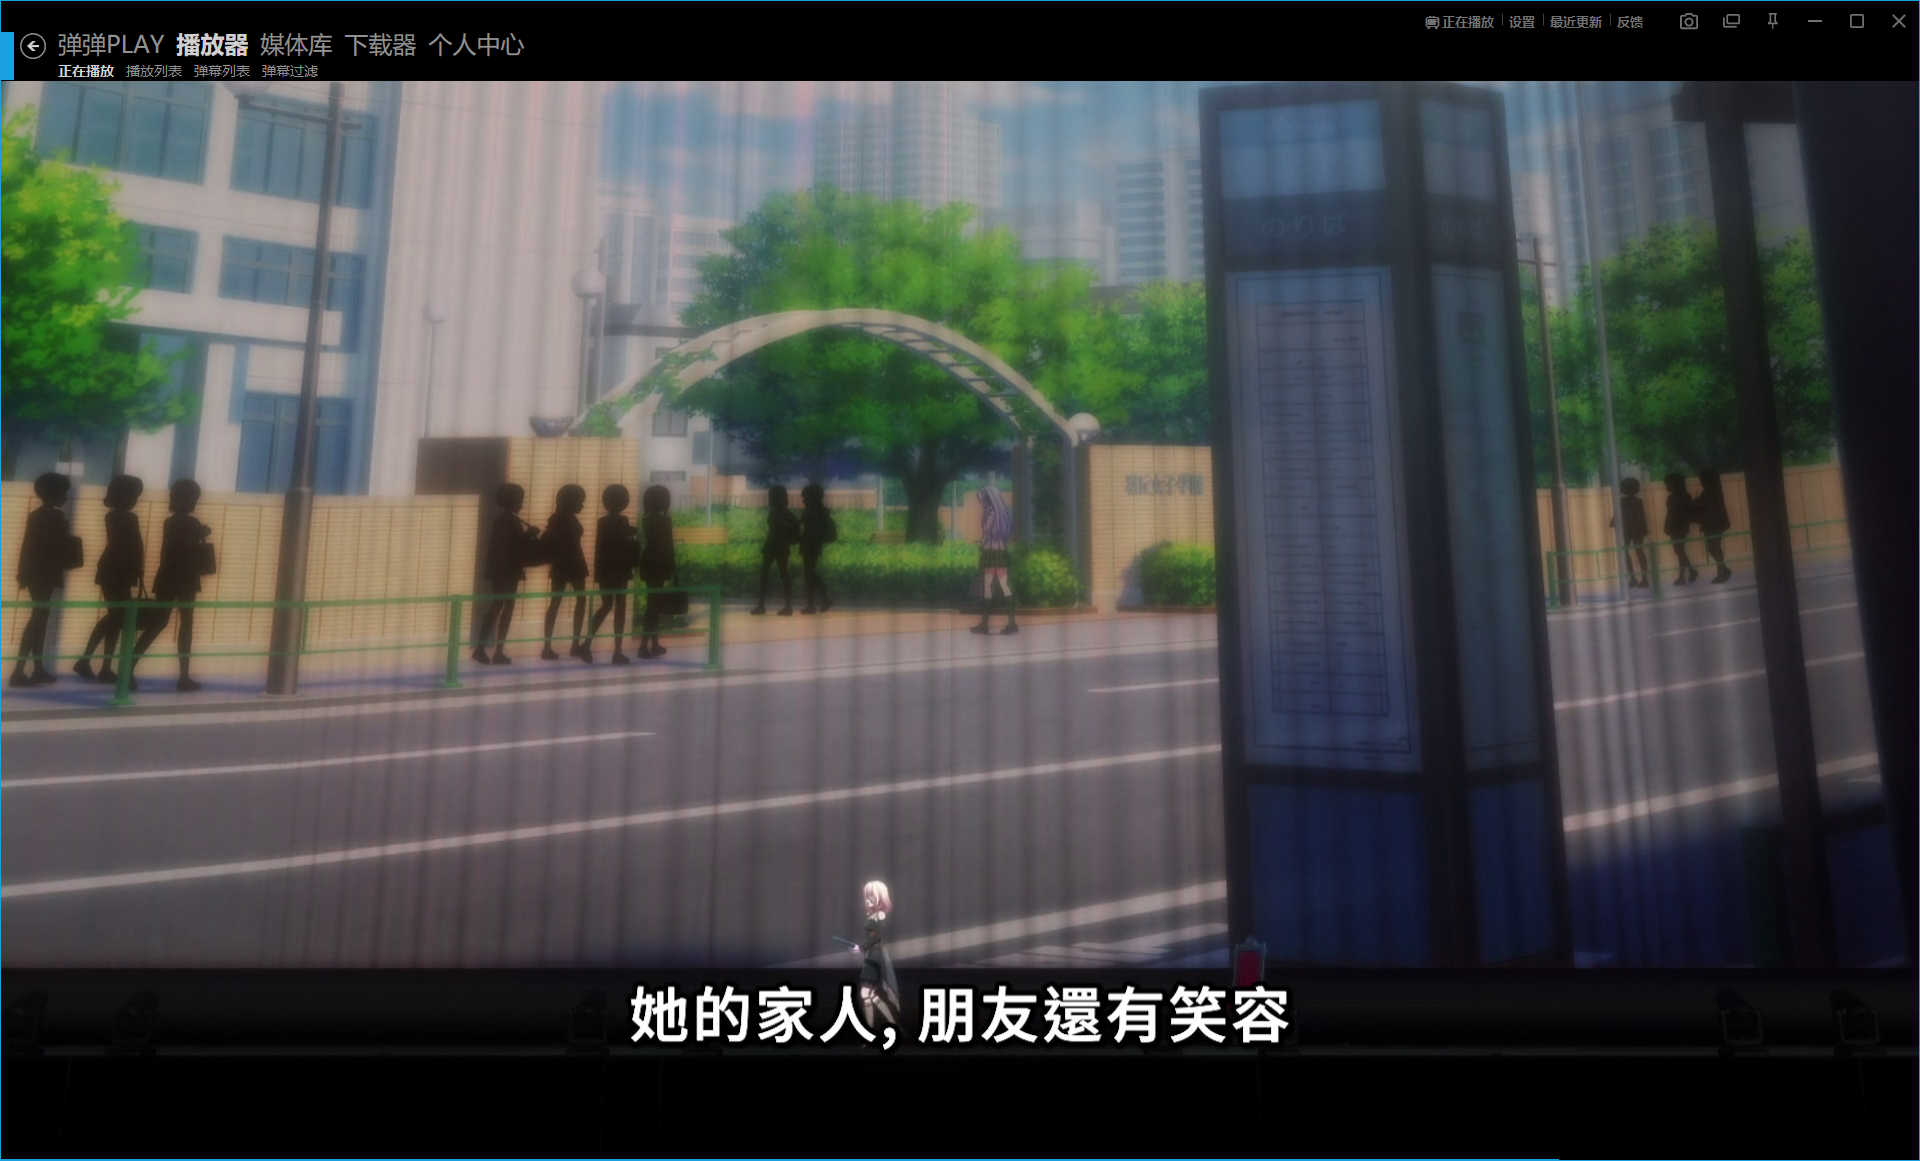 正在播放 设置 最近更新 反馈
弹弹PLAY 播放器 媒体库 下载器 个人中心
正在播放 播放列表 弹幕列表 弹幕过滤
のりば
她的家人, 朋友還有笑容